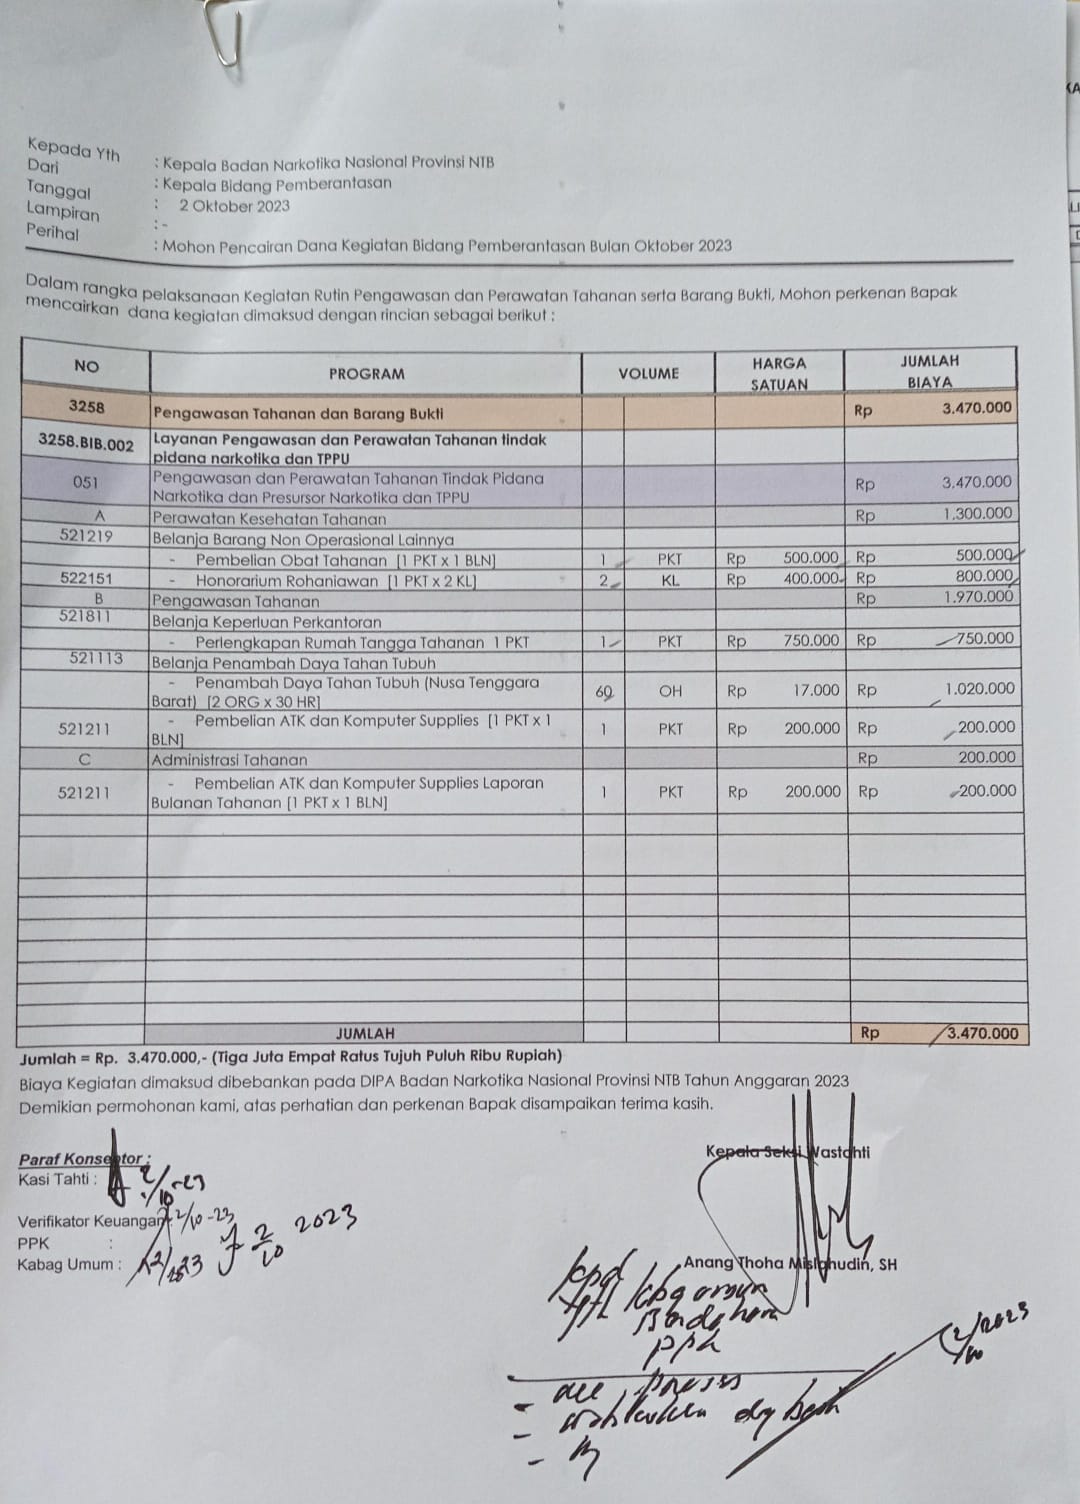 Kepada Yth : Kepala Badan Narkotika Nasional Provinsi NTB
Dari : Kepala Bidang Pemberantasan
Tanggal : 2 Oktober 2023
Lampiran : -
Perihal : Mohon Pencairan Dana Kegiatan Bidang Pemberantasan Bulan Oktober 2023
Dalam rangka pelaksanaan Kegiatan Rutin Pengawasan dan Perawatan Tahanan serta Barang Bukti, Mohon perkenan Bapak
mencairkan dana kegiatan dimaksud dengan rincian sebagai berikut :
NO PROGRAM VOLUME HARGA SATUAN JUMLAH BIAYA
3258 Pengawasan Tahanan dan Barang Bukti Rp 3.470.000
3258.BIB.002 Layanan Pengawasan dan Perawatan Tahanan tindak
pidana narkotika dan TPPU
051 Pengawasan dan Perawatan Tahanan Tindak Pidana
Narkotika dan Presursor Narkotika dan TPPU Rp 3.470.000
A Perawatan Kesehatan Tahanan Rp 1.300.000
521219 Belanja Barang Non Operasional Lainnya
- Pembelian Obat Tahanan [1 PKT x 1 BLN] 1 PKT Rp 500.000 Rp 500.000
522151 - Honorarium Rohaniawan [1 PKT x 2 KL] 2 KL Rp 400.000 Rp 800.000
B Pengawasan Tahanan Rp 1.970.000
521811 Belanja Keperluan Perkantoran
- Perlengkapan Rumah Tangga Tahanan 1 PKT 1 PKT Rp 750.000 Rp 750.000
521113 Belanja Penambah Daya Tahan Tubuh
- Penambah Daya Tahan Tubuh (Nusa Tenggara
Barat) [2 ORG x 30 HR] 60 OH Rp 17.000 Rp 1.020.000
521211 - Pembelian ATK dan Komputer Supplies [1 PKT x 1
BLN] 1 PKT Rp 200.000 Rp 200.000
C Administrasi Tahanan Rp 200.000
521211 - Pembelian ATK dan Komputer Supplies Laporan
Bulanan Tahanan [1 PKT x 1 BLN] 1 PKT Rp 200.000 Rp 200.000
JUMLAH Rp 3.470.000
Jumlah = Rp. 3.470.000,- (Tiga Juta Empat Ratus Tujuh Puluh Ribu Rupiah)
Biaya Kegiatan dimaksud dibebankan pada DIPA Badan Narkotika Nasional Provinsi NTB Tahun Anggaran 2023
Demikian permohonan kami, atas perhatian dan perkenan Bapak disampaikan terima kasih.
Kepala Seksi Wastahti
Paraf Konseptor :
Kasi Tahti : 2/10-23
Verifikator Keuangan : 2/10-23
PPK : 2/10 2023
Kabag Umum :
Anang Thoha Mislahudin, SH
Bendahara
PPK
- acc, proses